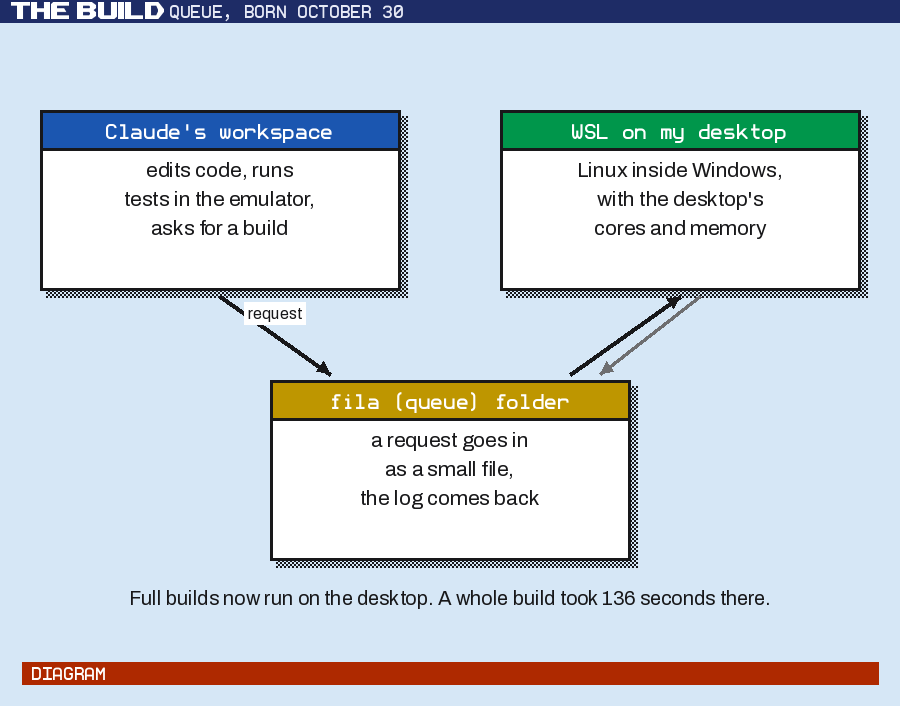 THE BUILD QUEUE, BORN OCTOBER 30
Claude's workspace
edits code, runs
tests in the emulator,
asks for a build
WSL on my desktop
Linux inside Windows,
with the desktop's
cores and memory
request
fila (queue) folder
a request goes in
as a small file,
the log comes back
Full builds now run on the desktop. A whole build took 136 seconds there.
DIAGRAM